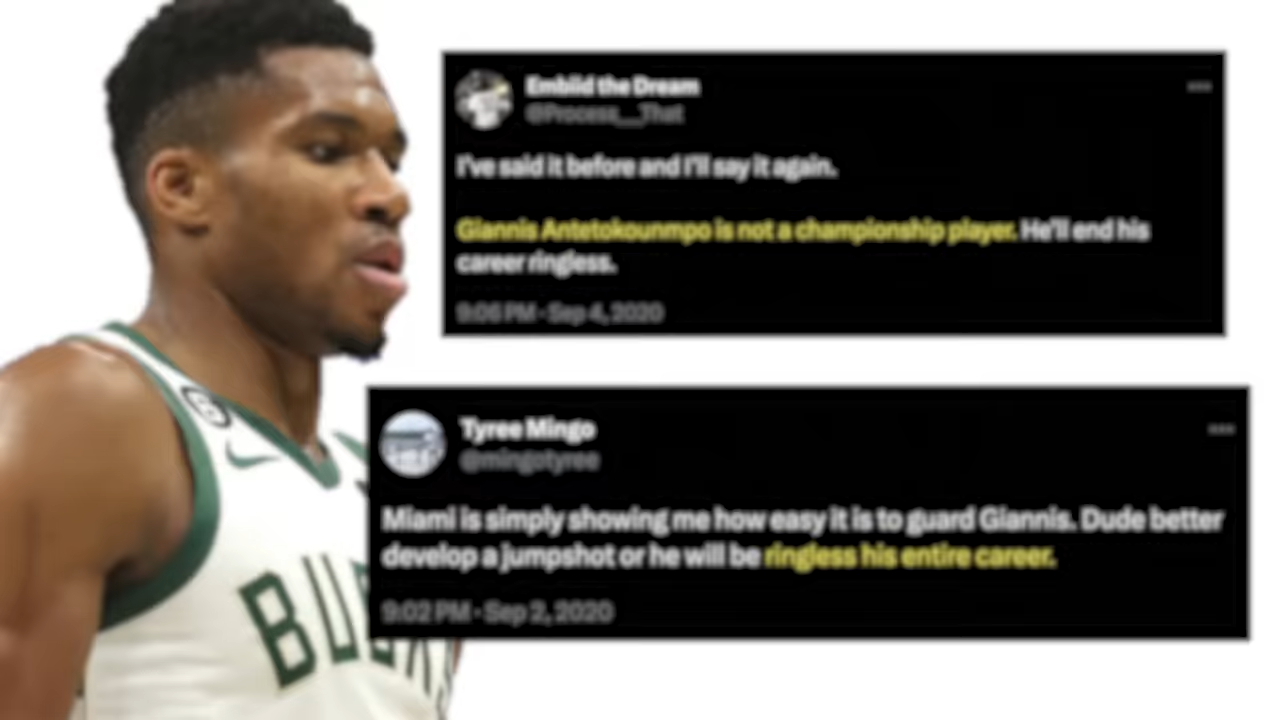 Embiid the Dream
@Process__That
I've said it before and I'll say it again.
Giannis Antetokounmpo is not a championship player. He'll end his
career ringless.
9:06 PM · Sep 4, 2020
Tyree Mingo
@mingotyree
Miami is simply showing me how easy it is to guard Giannis. Dude better
develop a jumpshot or he will be ringless his entire career.
9:02 PM · Sep 2, 2020
BUCKS